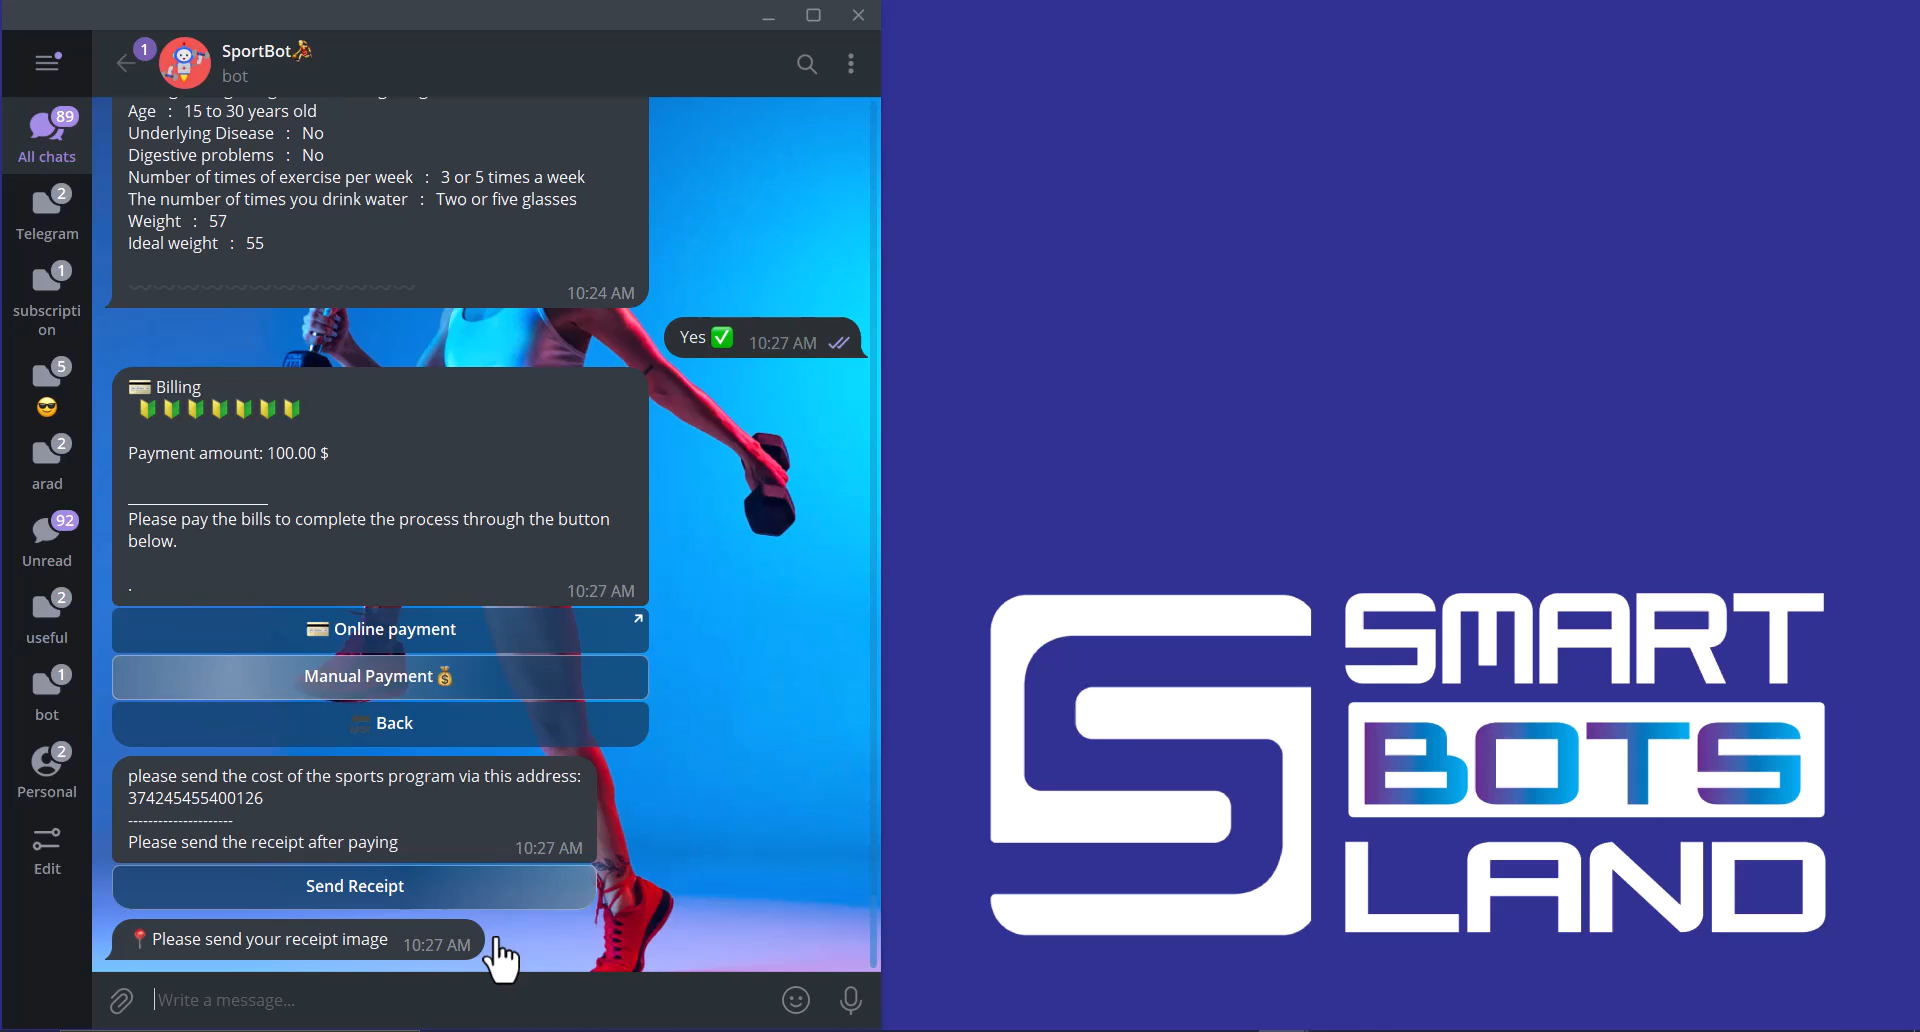 1
SportBot
bot
Age : 15 to 30 years old
Underlying Disease : No
Digestive problems : No
Number of times of exercise per week : 3 or 5 times a week
The number of times you drink water : Two or five glasses
Weight : 57
Ideal weight : 55
10:24 AM
Yes ✅ 10:27 AM
💳 Billing
🔰🔰🔰🔰🔰🔰🔰
Payment amount: 100.00 $
Please pay the bills to complete the process through the button
below.
.
10:27 AM
💳 Online payment
Manual Payment💰
Back
please send the cost of the sports program via this address:
374245455400126
---------------------
Please send the receipt after paying
10:27 AM
Send Receipt
📍Please send your receipt image 10:27 AM
Write a message...
89
All chats
2
Telegram
1
subscripti
on
5
😎
2
arad
92
Unread
2
useful
1
bot
2
Personal
Edit
SMART
BOTS
LAND